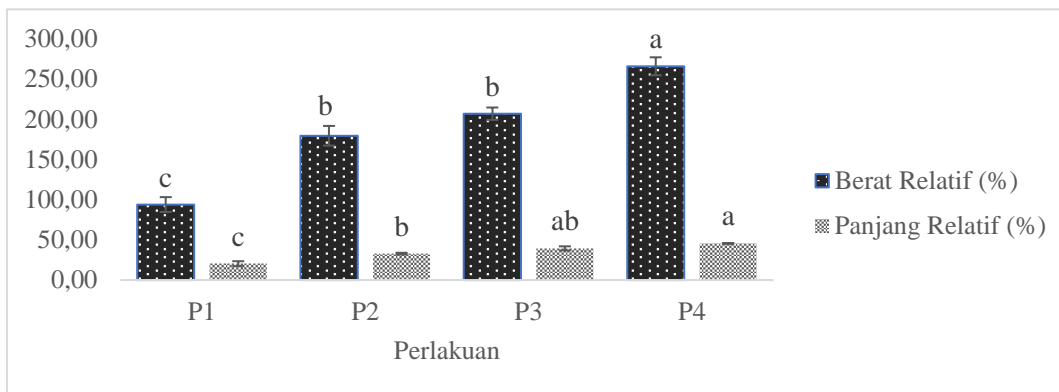 300,00
250,00
200,00
150,00
100,00
50,00
0,00
c
c
b
b
b
ab
a
a
P1
P2
P3
P4
Perlakuan
Berat Relatif (%)
Panjang Relatif (%)